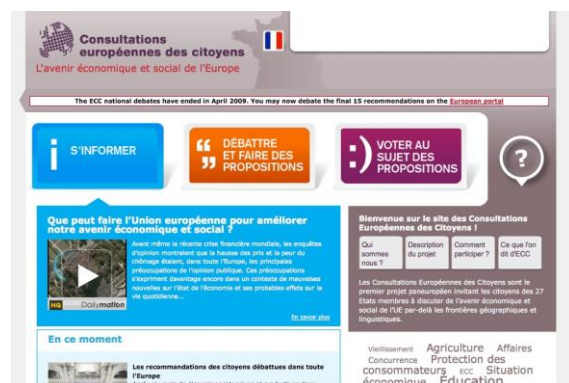 Consultations
européennes des citoyens
L'avenir économique et social de l'Europe
The ECC national debates have ended in April 2009. You may now debate the final 15 recommendations on the European portal
i S'INFORMER
“ ” DÉBATTRE
ET FAIRE DES
PROPOSITIONS
:) VOTER AU
SUJET DES
PROPOSITIONS
?
Que peut faire l'Union européenne pour améliorer
notre avenir économique et social ?
Avant même la récente crise financière mondiale, les enquêtes
d'opinion montraient que la hausse des prix et la peur du
chômage étaient, dans toute l'Europe, les principales
préoccupations de l'opinion publique. Ces préoccupations
s'expriment davantage encore dans un contexte de mauvaises
nouvelles sur l'état de l'économie et ses probables effets sur la
vie quotidienne...
HQ Dailymotion
En savoir plus
Bienvenue sur le site des Consultations
Européennes des Citoyens !
Qui
sommes
nous ?
Description
du projet
Comment
participer ?
Ce que l'on
dit d'ECC
Les Consultations Européennes des Citoyens sont le
premier projet paneuropéen invitant les citoyens des 27
Etats membres à discuter de l'avenir économique et
social de l'UE par-delà les frontières géographiques et
linguistiques.
En ce moment
Les recommandations des citoyens débattues dans toute
l'Europe
Vieillissement Agriculture Affaires
Concurrence Protection des
consommateurs ECC Situation
économique Education